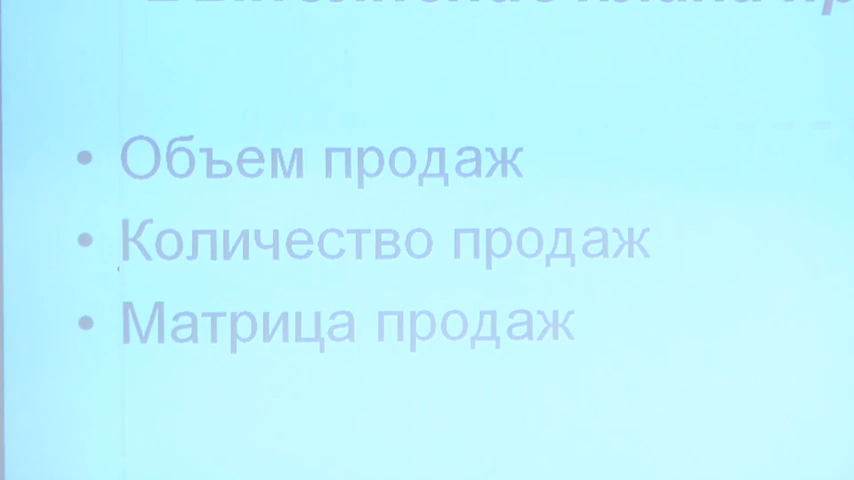 • Объем продаж
• Количество продаж
• Матрица продаж